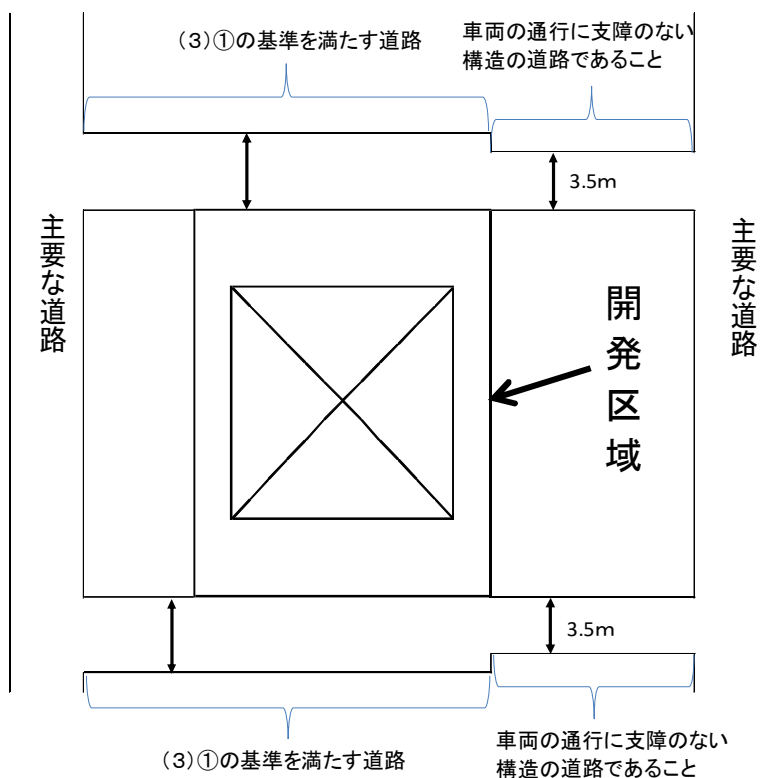 (3)①の基準を満たす道路
車両の通行に支障のない
構造の道路であること
3.5m
主要な道路
開発区域
主要な道路
3.5m
(3)①の基準を満たす道路
車両の通行に支障のない
構造の道路であること